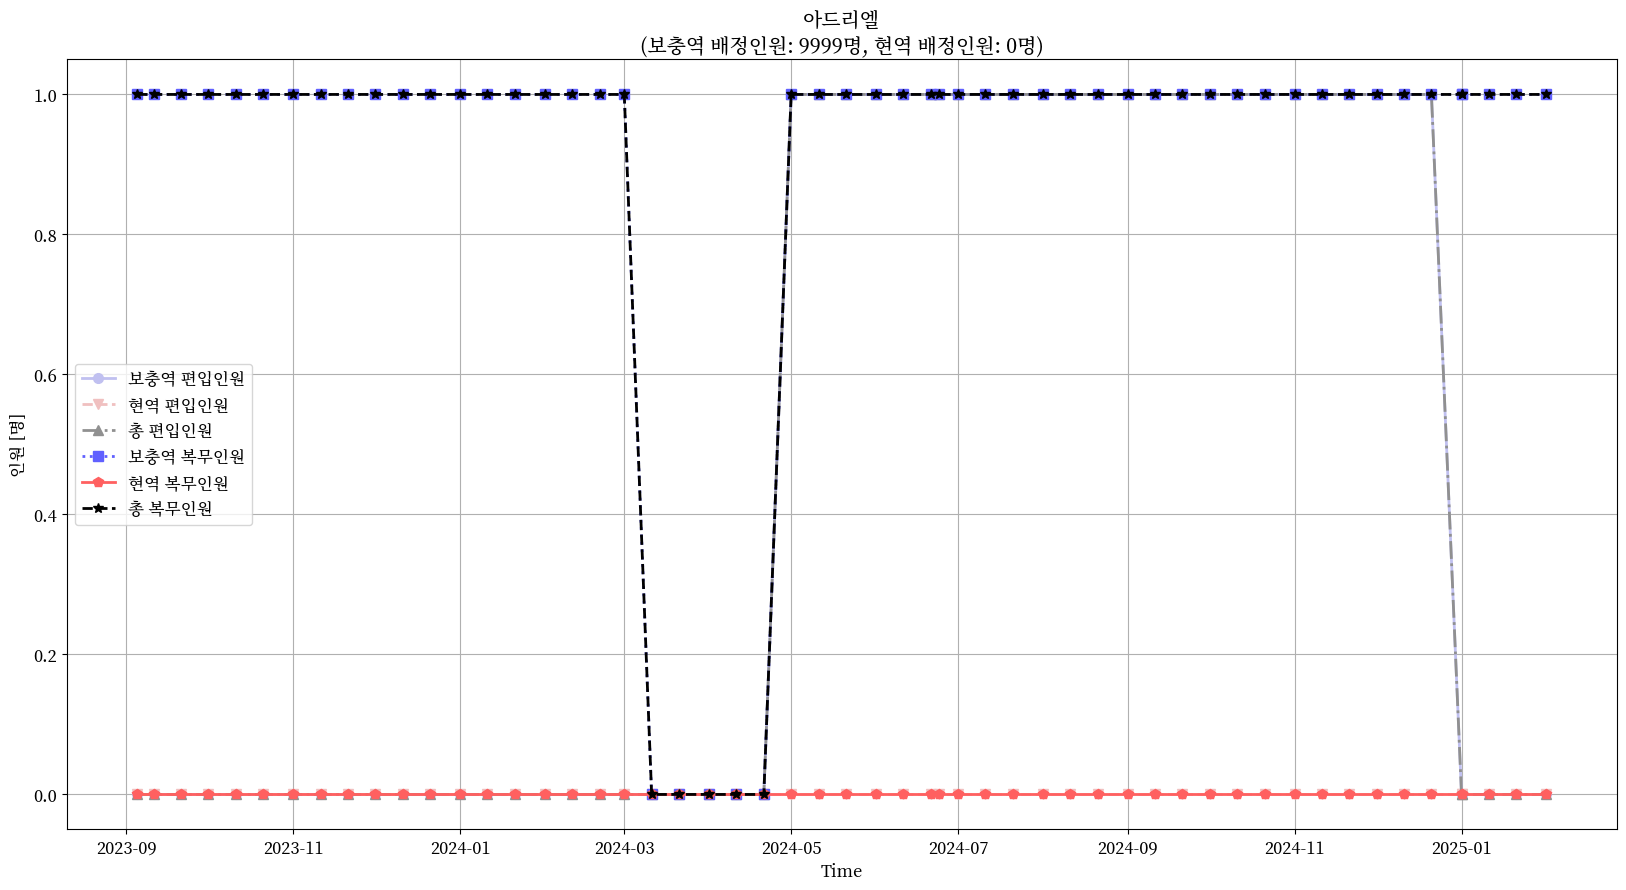 아드리엘
(보충역 배정인원: 9999명, 현역 배정인원: 0명)
1.0
0.8
0.6
0.4
0.2
0.0
인원 [명]
보충역 편입인원
현역 편입인원
총 편입인원
보충역 복무인원
현역 복무인원
총 복무인원
2023-09 2023-11 2024-01 2024-03 2024-05 2024-07 2024-09 2024-11 2025-01
Time